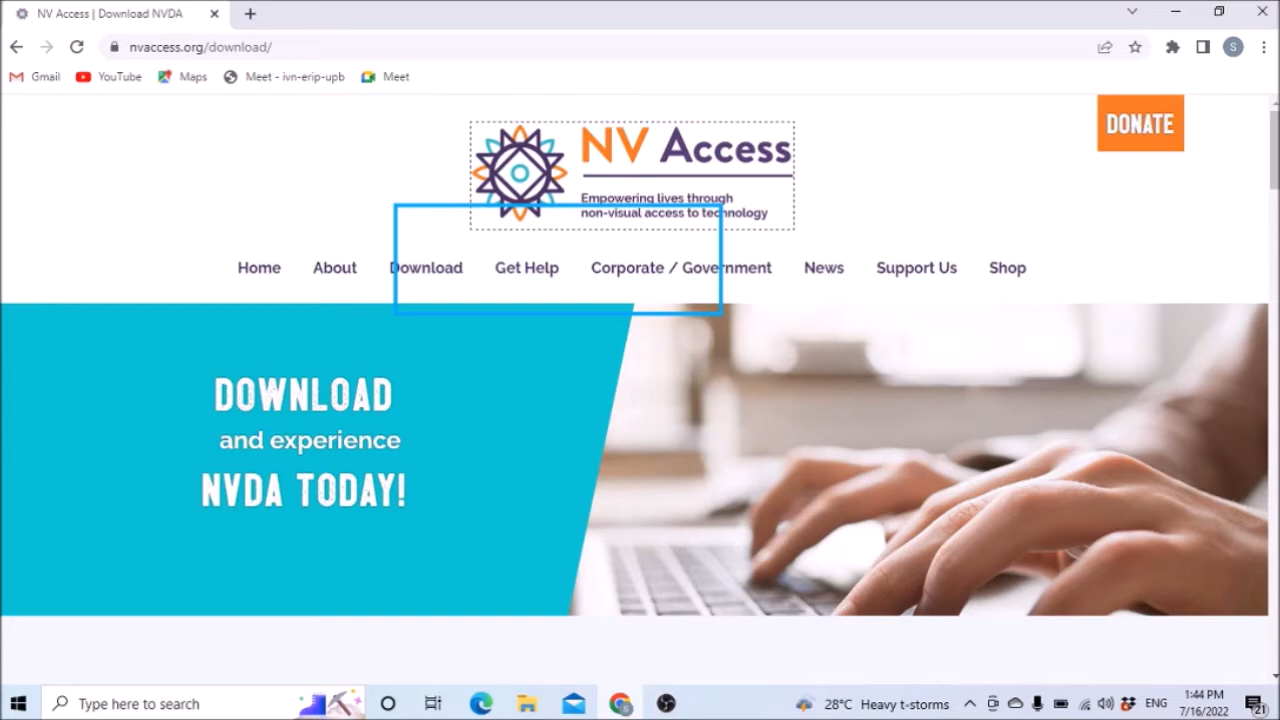 NV Access | Download NVDA
nvaccess.org/download/
S
Gmail YouTube Maps Meet - ivn-erip-upb Meet
DONATE
NV Access
Empowering lives through
non-visual access to technology
Home About Download Get Help Corporate / Government News Support Us Shop
DOWNLOAD
and experience
NVDA TODAY!
Type here to search
28°C Heavy t-storms
ENG
1:44 PM
7/16/2022
21